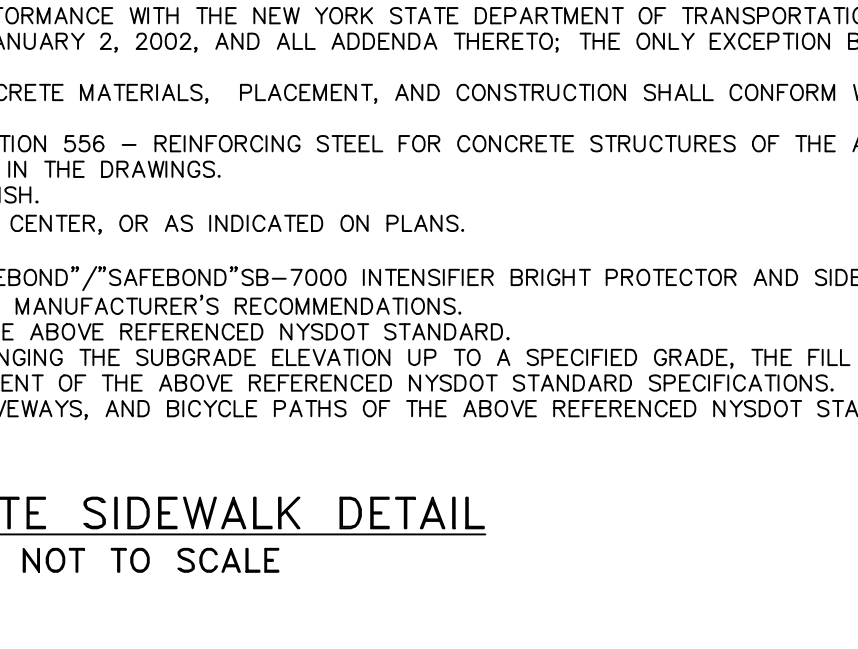 FORMANCE WITH THE NEW YORK STATE DEPARTMENT OF TRANSPORTATIO
ANUARY 2, 2002, AND ALL ADDENDA THERETO; THE ONLY EXCEPTION B
CRETE MATERIALS, PLACEMENT, AND CONSTRUCTION SHALL CONFORM W
TION 556 – REINFORCING STEEL FOR CONCRETE STRUCTURES OF THE A
IN THE DRAWINGS.
ISH.
CENTER, OR AS INDICATED ON PLANS.
EBOND"/"SAFEBOND"SB–7000 INTENSIFIER BRIGHT PROTECTOR AND SIDE
MANUFACTURER'S RECOMMENDATIONS.
E ABOVE REFERENCED NYSDOT STANDARD.
NGING THE SUBGRADE ELEVATION UP TO A SPECIFIED GRADE, THE FILL
ENT OF THE ABOVE REFERENCED NYSDOT STANDARD SPECIFICATIONS.
VEWAYS, AND BICYCLE PATHS OF THE ABOVE REFERENCED NYSDOT STA
TE SIDEWALK DETAIL
NOT TO SCALE